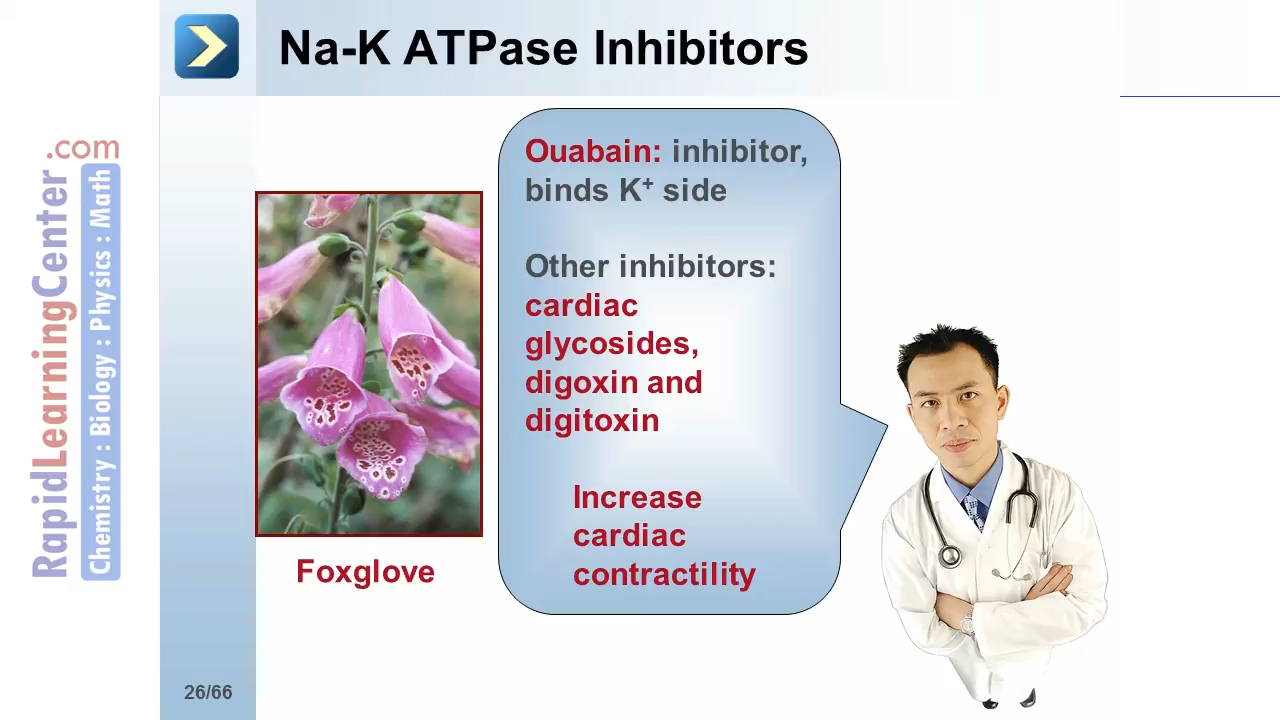 Na-K ATPase Inhibitors
.com
RapidLearningCenter
Chemistry : Biology : Physics : Math
Ouabain: inhibitor,
binds K⁺ side
Other inhibitors:
cardiac
glycosides,
digoxin and
digitoxin
Increase
cardiac
contractility
Foxglove
26/66